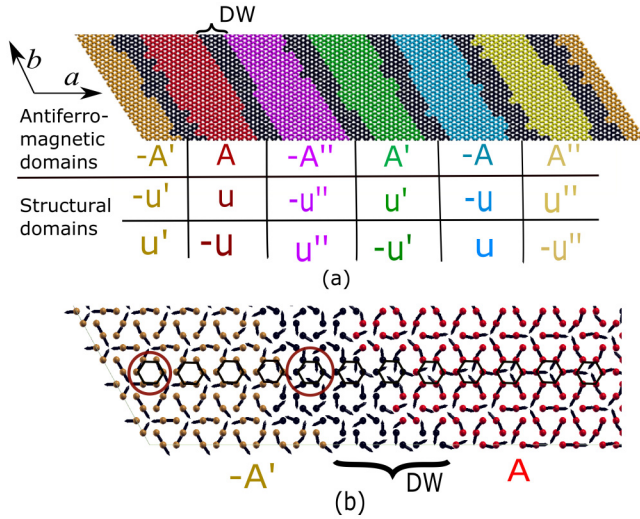 DW
b
a
Antiferro-
magnetic
domains
-A' A -A'' A' -A A''
Structural
domains
-u' u -u'' u' -u u''
u' -u u'' -u' u -u''
(a)
-A' DW A
(b)